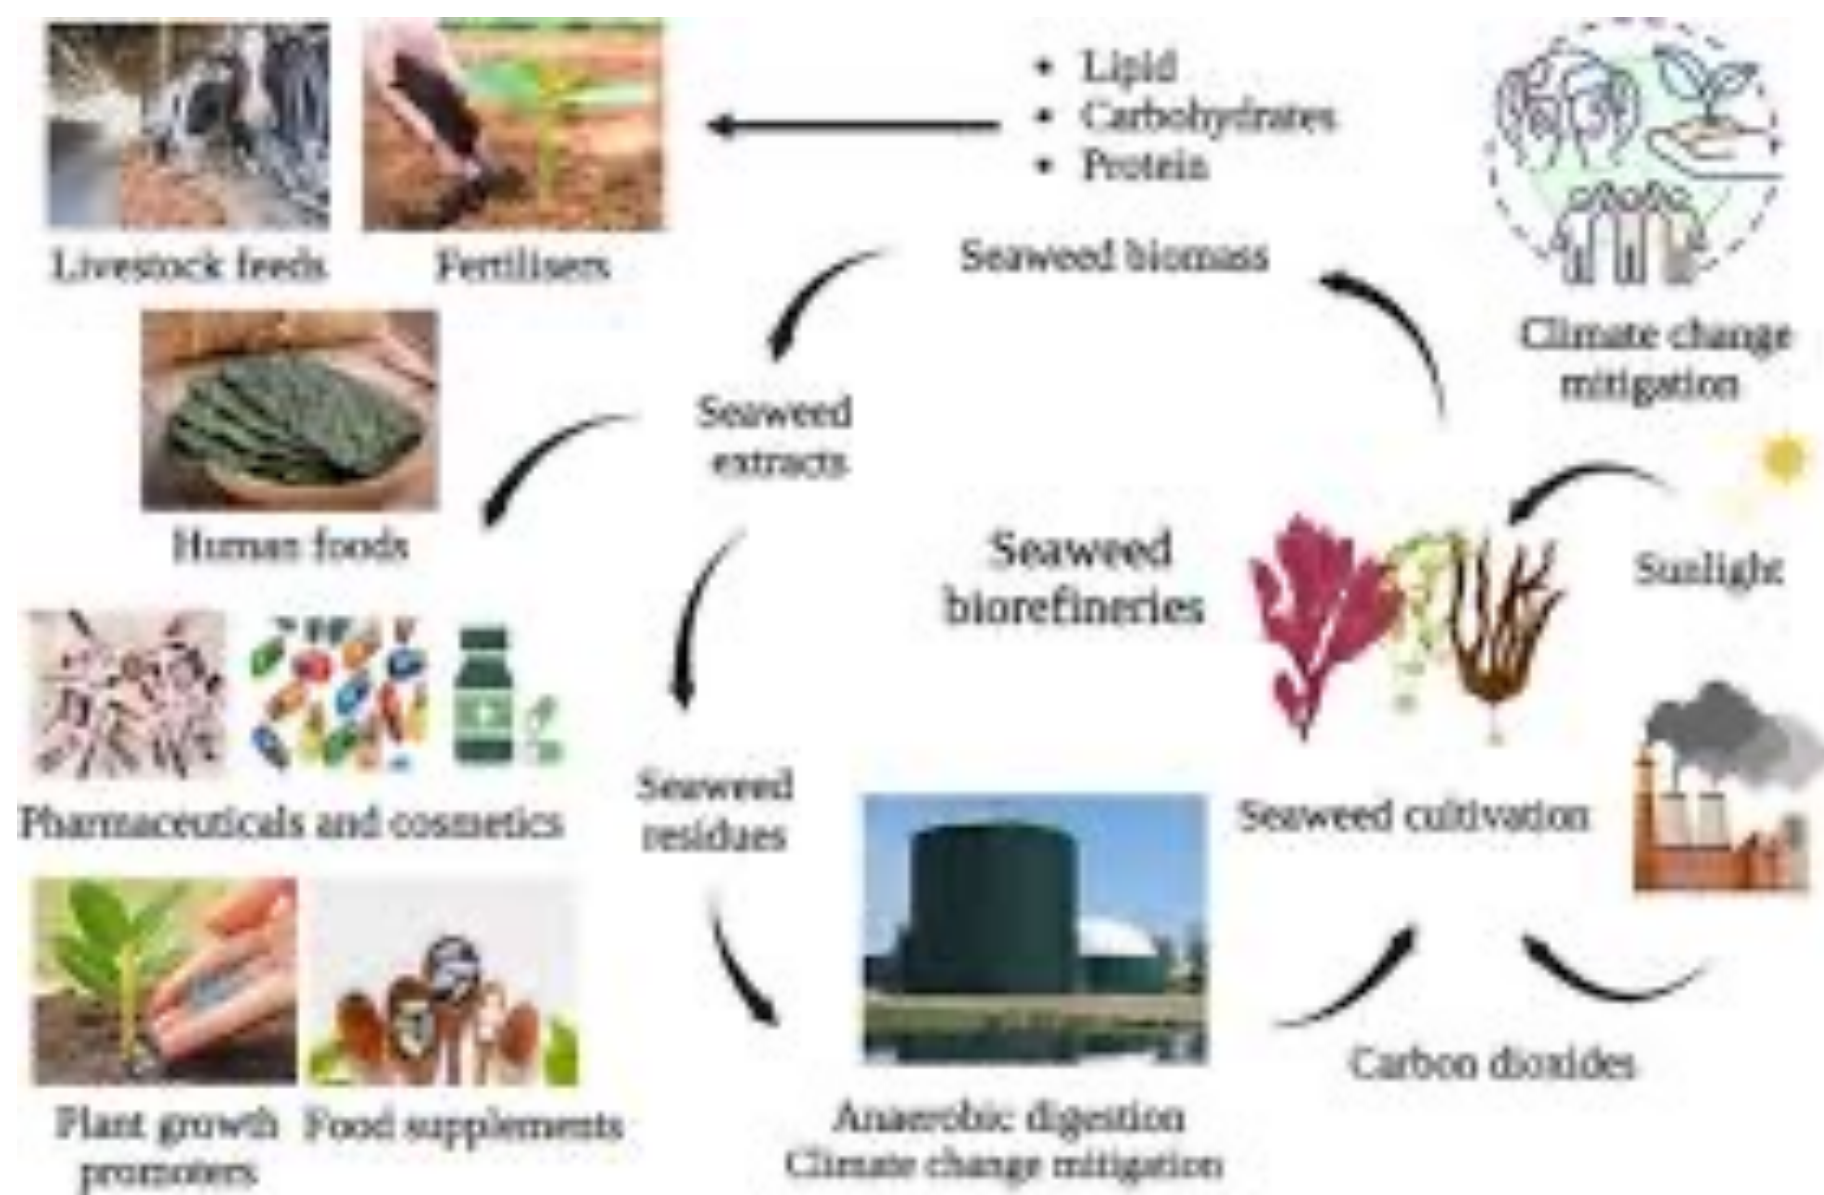 • Lipid
• Carbohydrates
• Protein
Livestock feeds
Fertilisers
Seaweed biomass
Climate change
mitigation
Seaweed
extracts
Human foods
Seaweed
biorefineries
Sunlight
Pharmaceuticals and cosmetics
Seaweed
residues
Seaweed cultivation
Carbon dioxides
Plant growth
promoters
Food supplements
Anaerobic digestion
Climate change mitigation